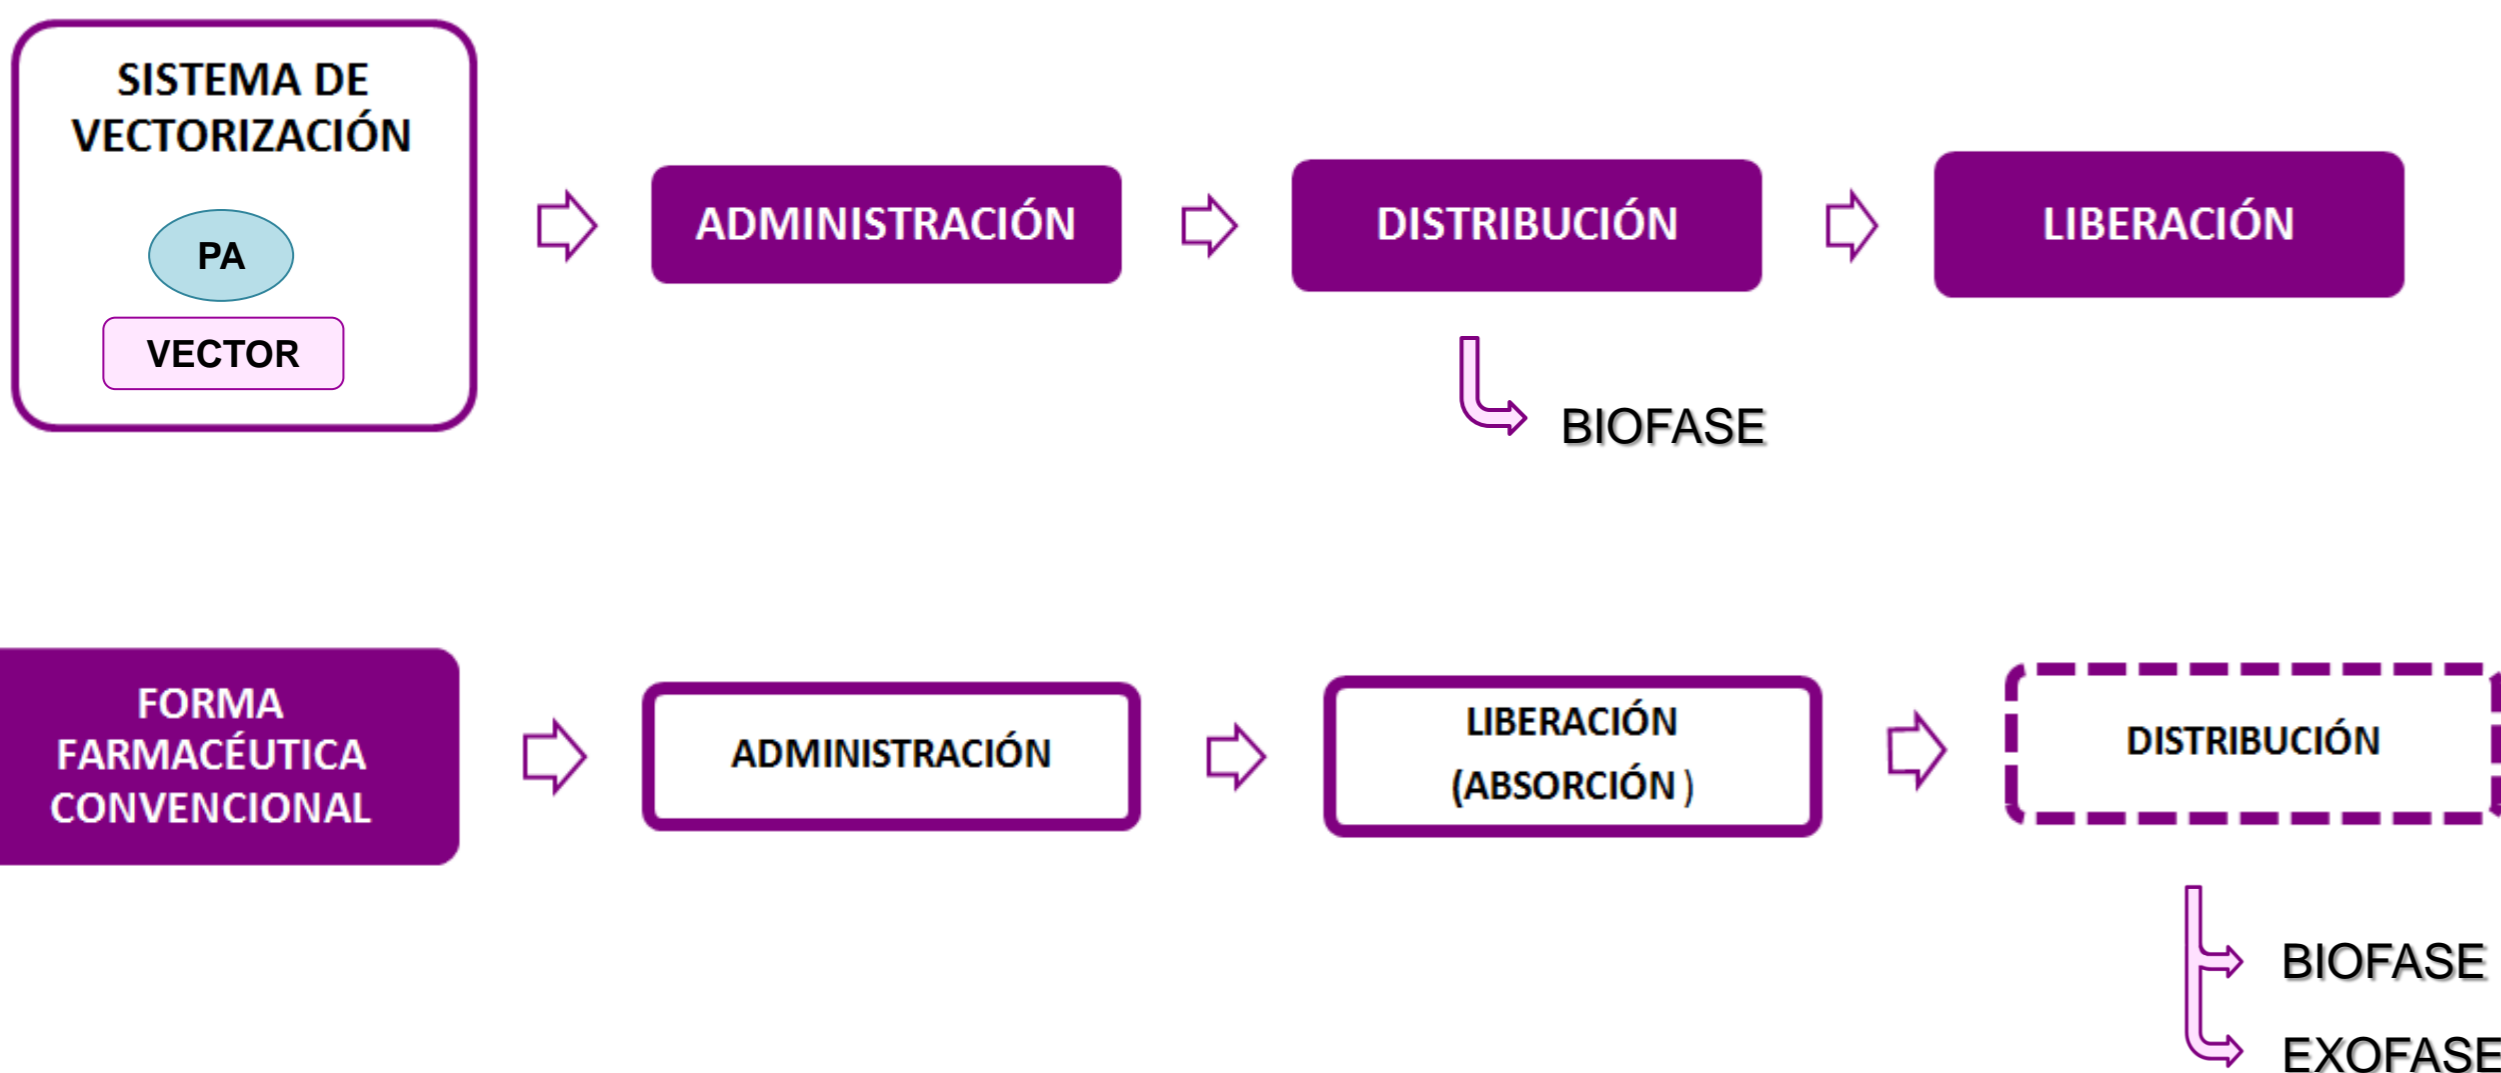 SISTEMA DE
VECTORIZACIÓN
PA
VECTOR
ADMINISTRACIÓN
DISTRIBUCIÓN
LIBERACIÓN
BIOFASE
FORMA
FARMACÉUTICA
CONVENCIONAL
ADMINISTRACIÓN
LIBERACIÓN
(ABSORCIÓN )
DISTRIBUCIÓN
BIOFASE
EXOFASE